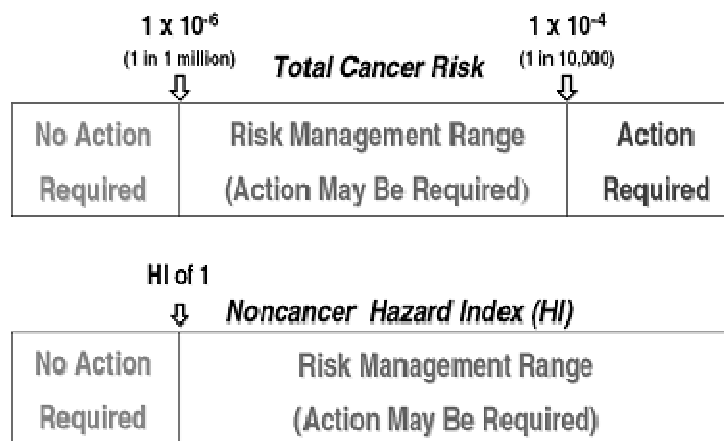 1 x 10⁻⁶ 1 x 10⁻⁴
(1 in 1 million) Total Cancer Risk (1 in 10,000)
No Action Risk Management Range Action
Required (Action May Be Required) Required
HI of 1
Noncancer Hazard Index (HI)
No Action Risk Management Range
Required (Action May Be Required)